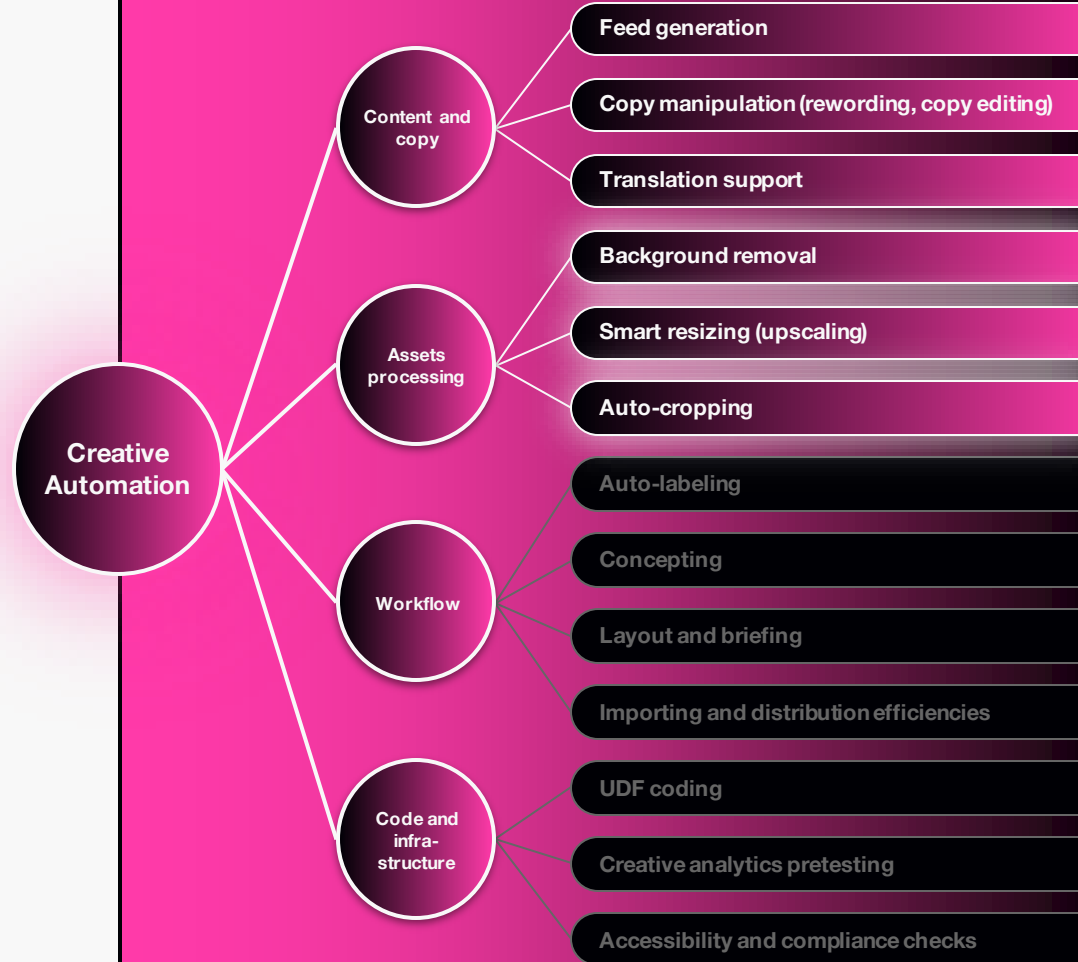 Creative
Automation
Content and
copy
Feed generation
Copy manipulation (rewording, copy editing)
Translation support
Assets
processing
Background removal
Smart resizing (upscaling)
Auto-cropping
Workflow
Auto-labeling
Concepting
Layout and briefing
Importing and distribution efficiencies
Code and
infra-
structure
UDF coding
Creative analytics pretesting
Accessibility and compliance checks